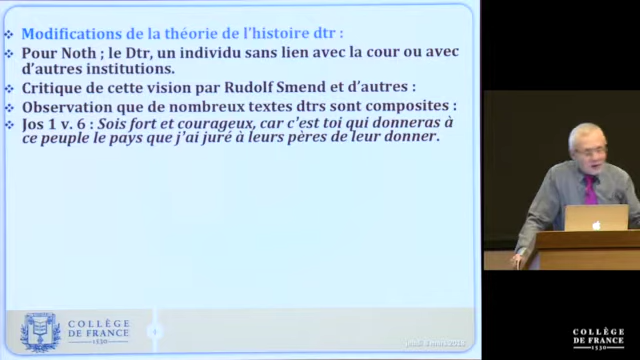 Modifications de la théorie de l'histoire dtr :
Pour Noth ; le Dtr, un individu sans lien avec la cour ou avec
d'autres institutions.
Critique de cette vision par Rudolf Smend et d'autres :
Observation que de nombreux textes dtrs sont composites :
Jos 1 v. 6 : Sois fort et courageux, car c'est toi qui donneras à
ce peuple le pays que j'ai juré à leurs pères de leur donner.
COLLÈGE
DE FRANCE
1530
jeudi
COLLÈGE
DE FRANCE
1530